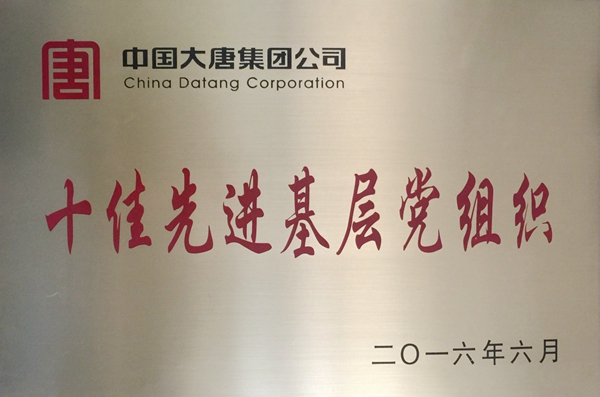 唐
中国大唐集团公司
China Datang Corporation
十佳先进基层党组织
二〇一六年六月